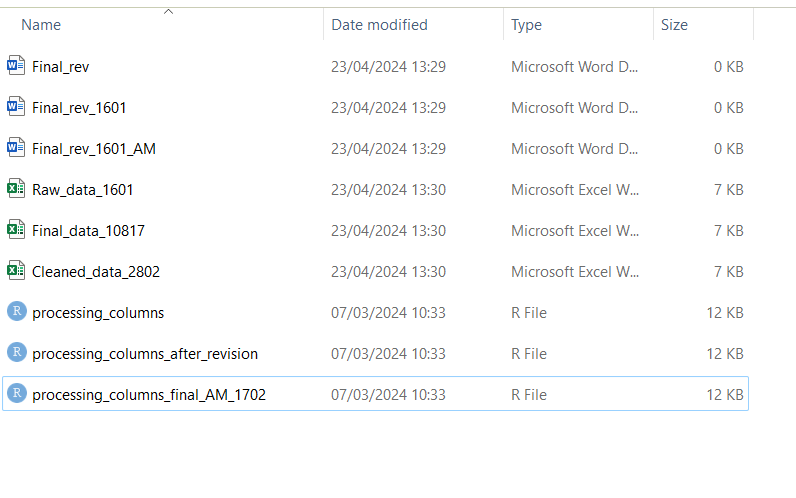 Name Date modified Type Size
Final_rev 23/04/2024 13:29 Microsoft Word D... 0 KB
Final_rev_1601 23/04/2024 13:29 Microsoft Word D... 0 KB
Final_rev_1601_AM 23/04/2024 13:29 Microsoft Word D... 0 KB
Raw_data_1601 23/04/2024 13:30 Microsoft Excel W... 7 KB
Final_data_10817 23/04/2024 13:30 Microsoft Excel W... 7 KB
Cleaned_data_2802 23/04/2024 13:30 Microsoft Excel W... 7 KB
processing_columns 07/03/2024 10:33 R File 12 KB
processing_columns_after_revision 07/03/2024 10:33 R File 12 KB
processing_columns_final_AM_1702 07/03/2024 10:33 R File 12 KB